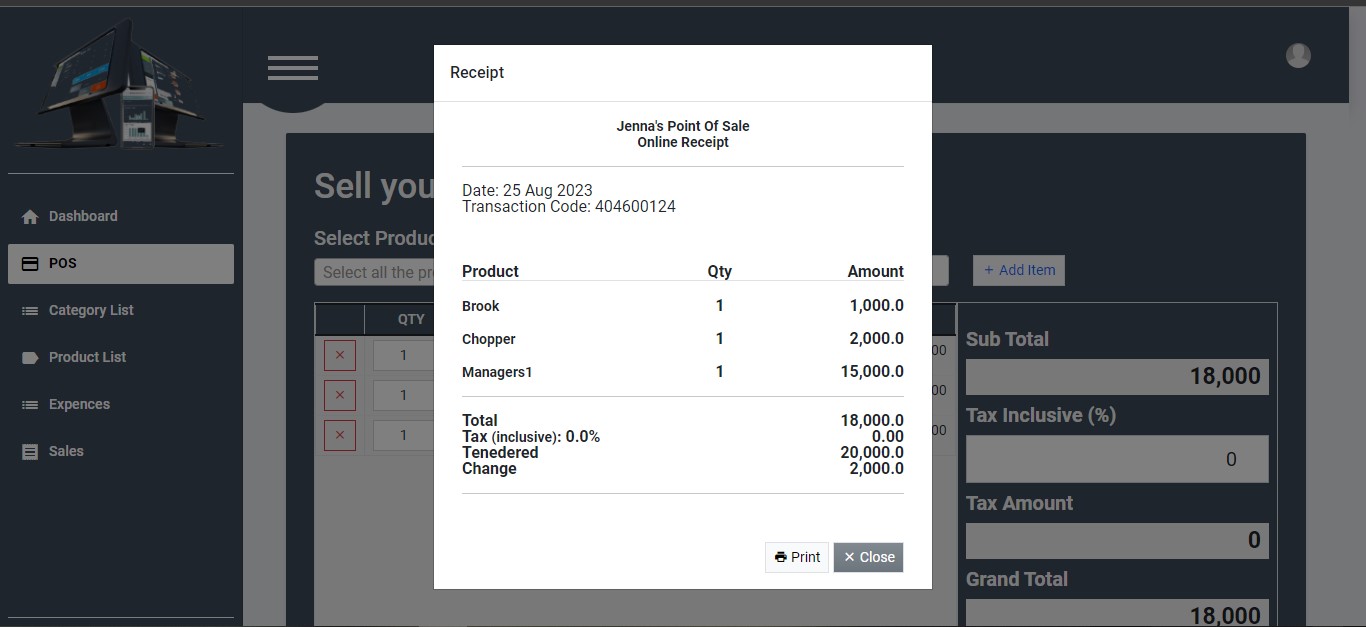 Dashboard
POS
Category List
Product List
Expences
Sales
Sell you
Select Produc
Select all the pr
+ Add Item
QTY
× 1 00
× 1 00
× 1 00
Sub Total
18,000
Tax Inclusive (%)
0
Tax Amount
0
Grand Total
18,000
Receipt
Jenna's Point Of Sale
Online Receipt
Date: 25 Aug 2023
Transaction Code: 404600124
Product Qty Amount
Brook 1 1,000.0
Chopper 1 2,000.0
Managers1 1 15,000.0
Total 18,000.0
Tax (inclusive): 0.0% 0.00
Tenedered 20,000.0
Change 2,000.0
Print × Close